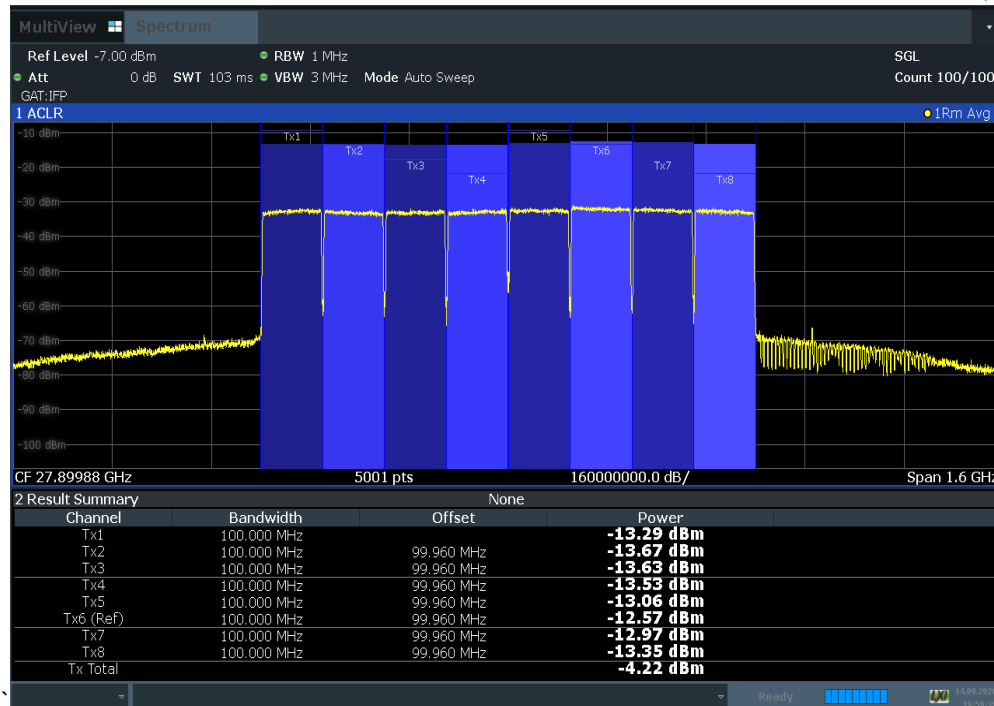 MultiView Spectrum
Ref Level -7.00 dBm RBW 1 MHz SGL
Att 0 dB SWT 103 ms VBW 3 MHz Mode Auto Sweep Count 100/100
GAT:IFP
1 ACLR 1Rm Avg
-10 dBm
Tx1 Tx5
Tx2 Tx6
-20 dBm Tx3 Tx7
Tx4 Tx8
-30 dBm
-40 dBm
-50 dBm
-60 dBm
-70 dBm
-80 dBm
-90 dBm
-100 dBm
CF 27.89988 GHz 5001 pts 160000000.0 dB/ Span 1.6 GHz
2 Result Summary None
Channel Bandwidth Offset Power
Tx1 100.000 MHz -13.29 dBm
Tx2 100.000 MHz 99.960 MHz -13.67 dBm
Tx3 100.000 MHz 99.960 MHz -13.63 dBm
Tx4 100.000 MHz 99.960 MHz -13.53 dBm
Tx5 100.000 MHz 99.960 MHz -13.06 dBm
Tx6 (Ref) 100.000 MHz 99.960 MHz -12.57 dBm
Tx7 100.000 MHz 99.960 MHz -12.97 dBm
Tx8 100.000 MHz 99.960 MHz -13.35 dBm
Tx Total -4.22 dBm
Ready LXI